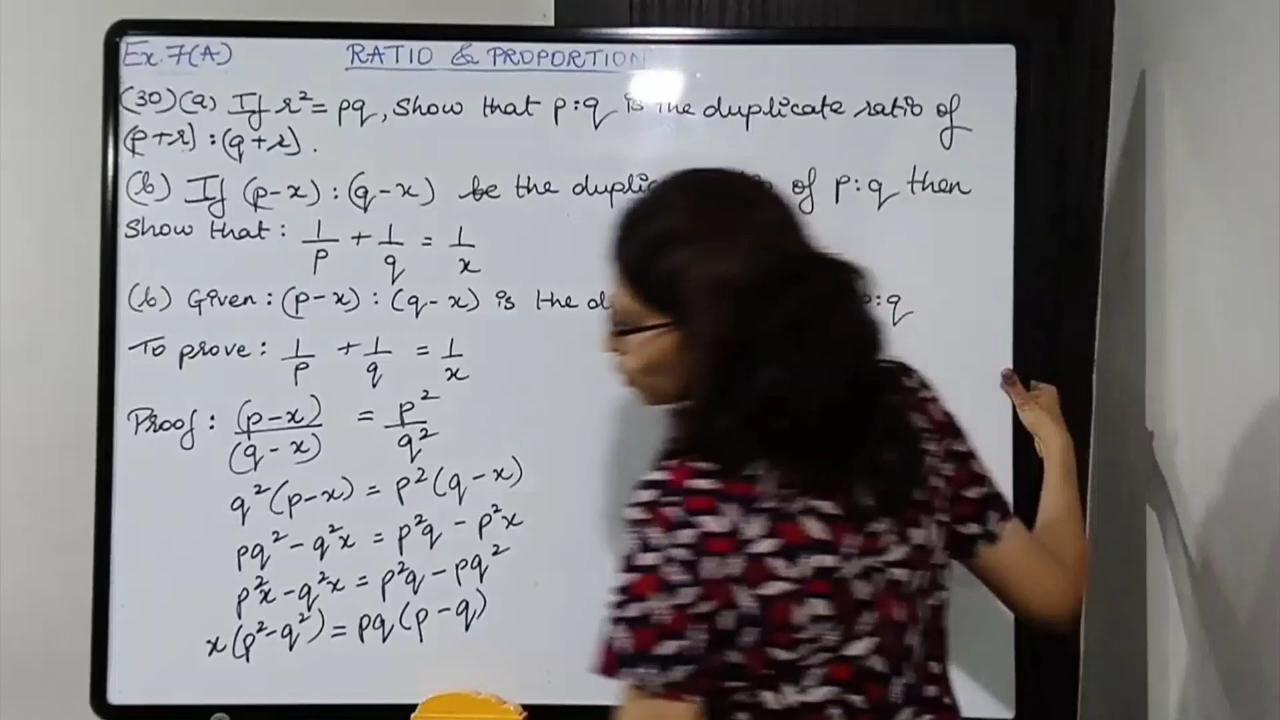 Ex.7(A) RATIO & PROPORTION
(30)(a) If r² = pq, Show that p:q is the duplicate ratio of
(p+r):(q+r).
(b) If (p-x):(q-x) be the of p:q then
Show that: 1/p + 1/q = 1/x
(b) Given: (p-x):(q-x) is the p:q
To prove: 1/p + 1/q = 1/x
Proof: (p-x)/(q-x) = p²/q²
q²(p-x) = p²(q-x)
pq² - q²x = p²q - p²x
p²x - q²x = p²q - pq²
x(p²-q²) = pq(p-q)